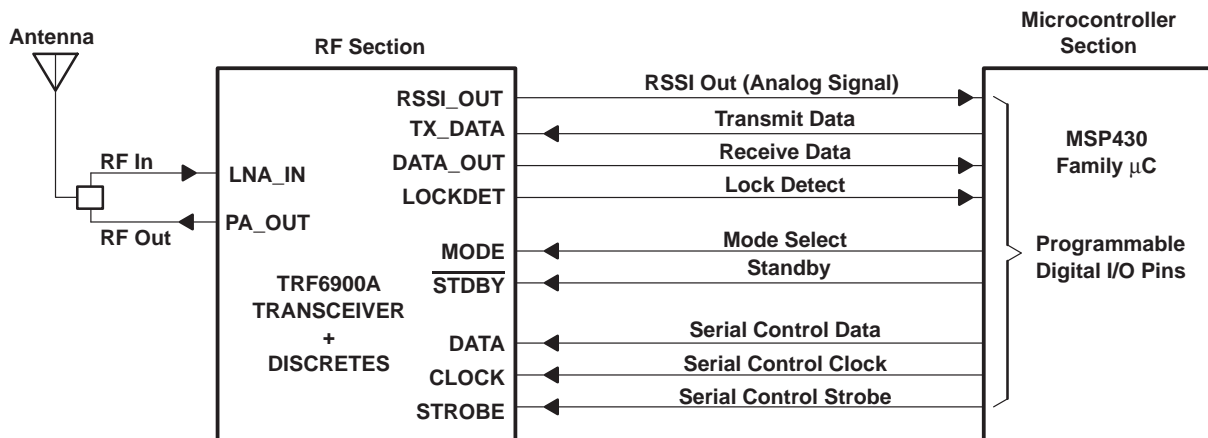 Antenna
RF Section
Microcontroller
Section
RSSI_OUT
RSSI Out (Analog Signal)
TX_DATA
Transmit Data
DATA_OUT
Receive Data
LOCKDET
Lock Detect
MSP430
Family μC
RF In
LNA_IN
PA_OUT
RF Out
MODE
Mode Select
STDBY
Standby
Programmable
Digital I/O Pins
TRF6900A
TRANSCEIVER
+
DISCRETES
DATA
Serial Control Data
CLOCK
Serial Control Clock
STROBE
Serial Control Strobe